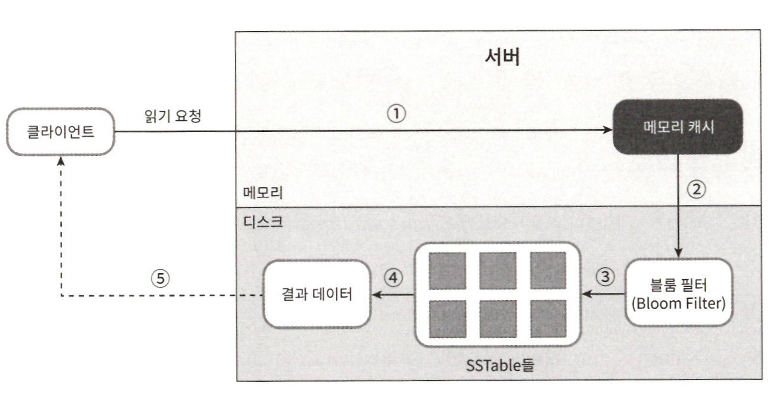 서버
읽기 요청
①
클라이언트
메모리 캐시
②
메모리
디스크
⑤
결과 데이터
④
③
블룸 필터
(Bloom Filter)
SSTable들